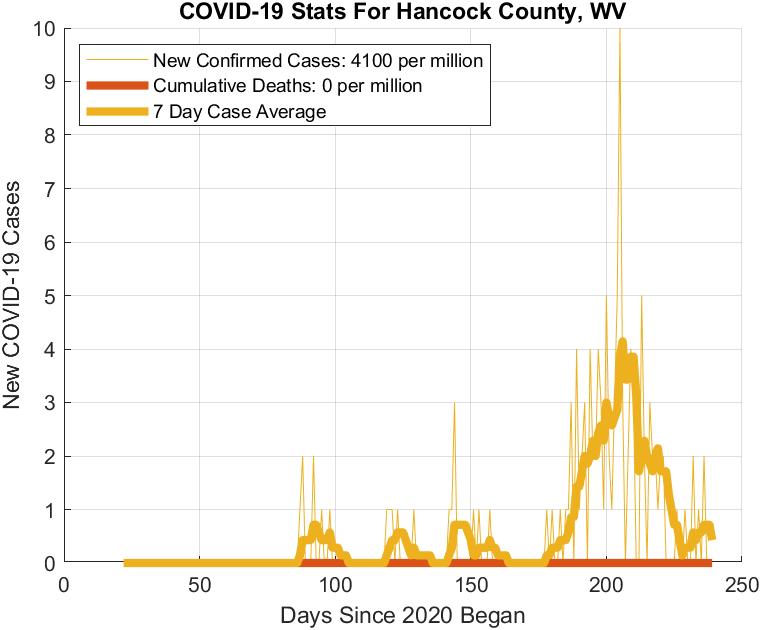 COVID-19 Stats For Hancock County, WV
New Confirmed Cases: 4100 per million
Cumulative Deaths: 0 per million
7 Day Case Average
New COVID-19 Cases
10
9
8
7
6
5
4
3
2
1
0
0 50 100 150 200 250
Days Since 2020 Began